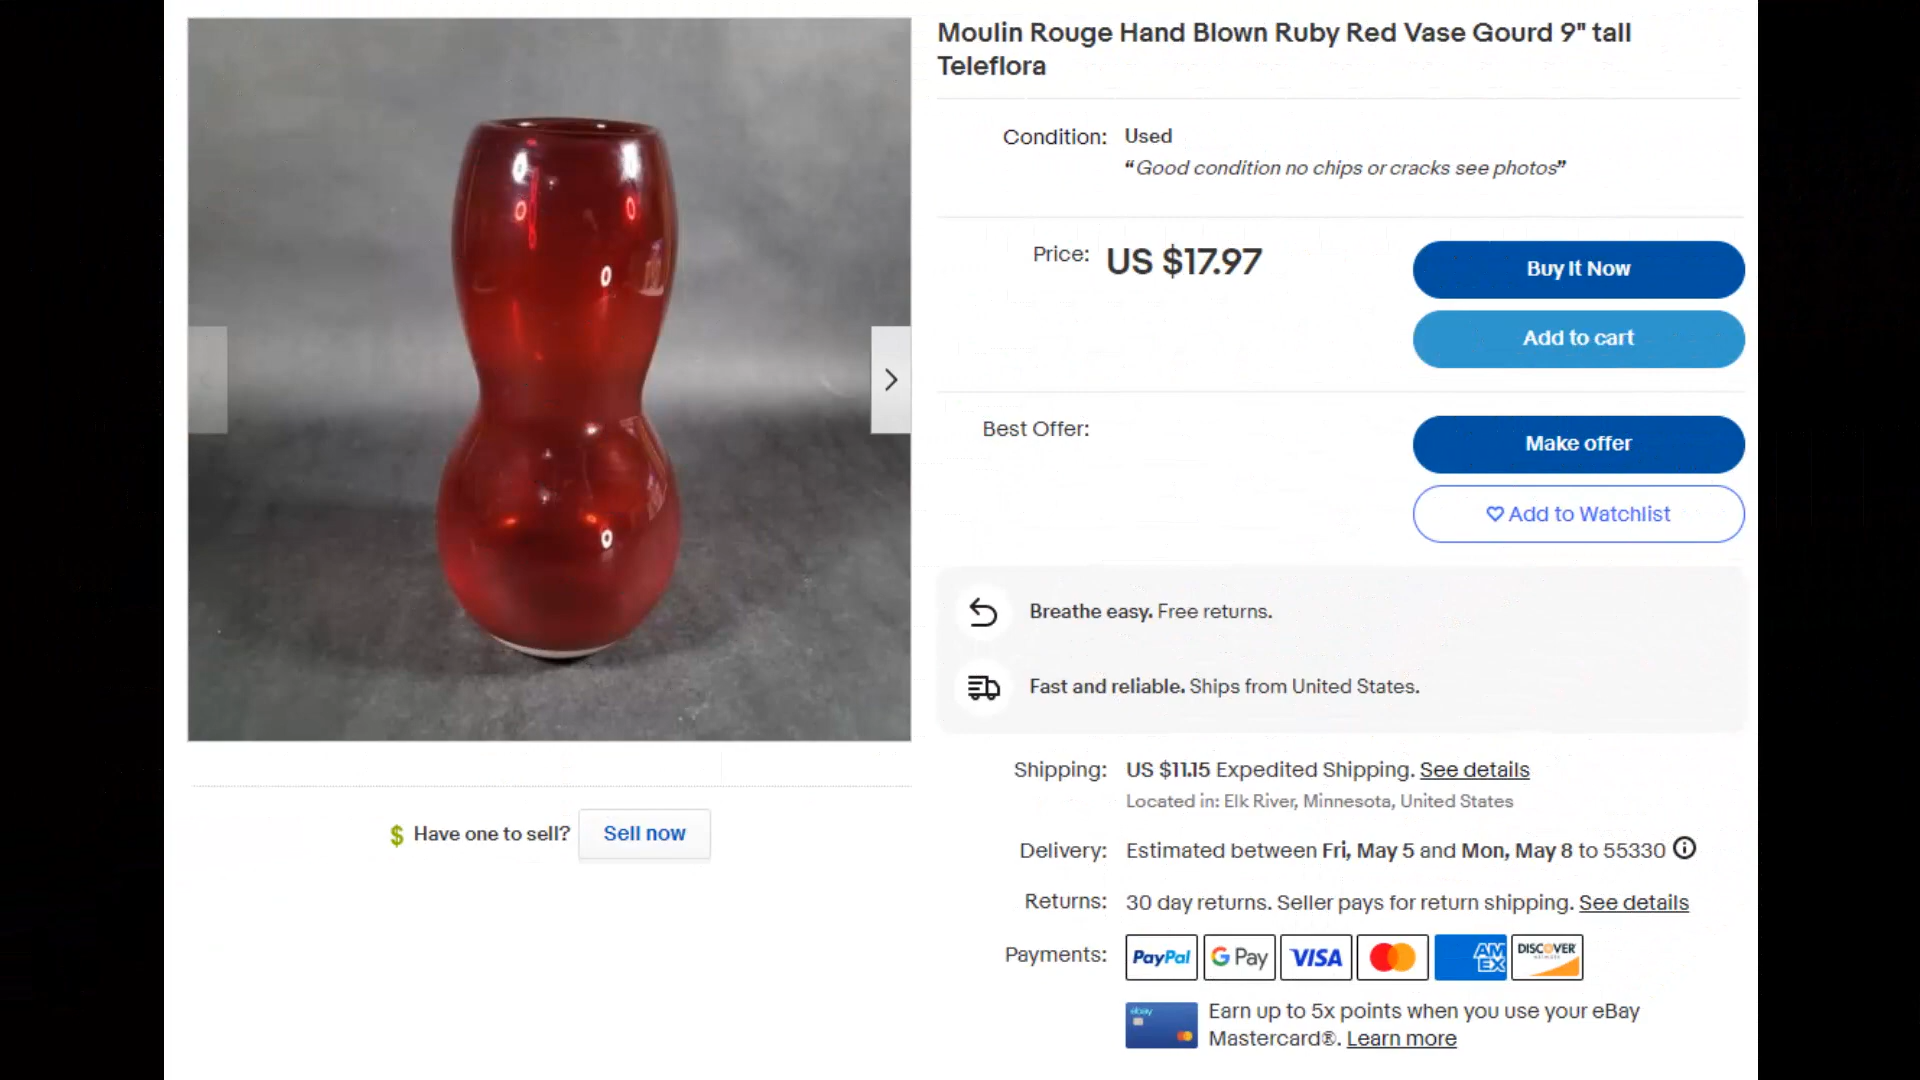 Moulin Rouge Hand Blown Ruby Red Vase Gourd 9" tall
Teleflora
Condition: Used
“Good condition no chips or cracks see photos”
Price: US $17.97
Buy It Now
Add to cart
Best Offer:
Make offer
Add to Watchlist
Breathe easy. Free returns.
Fast and reliable. Ships from United States.
Shipping: US $11.15 Expedited Shipping. See details
Located in: Elk River, Minnesota, United States
Delivery: Estimated between Fri, May 5 and Mon, May 8 to 55330
Returns: 30 day returns. Seller pays for return shipping. See details
Payments: PayPal G Pay VISA AM EX DISCOVER
ebay
Earn up to 5x points when you use your eBay
Mastercard®. Learn more
$ Have one to sell? Sell now